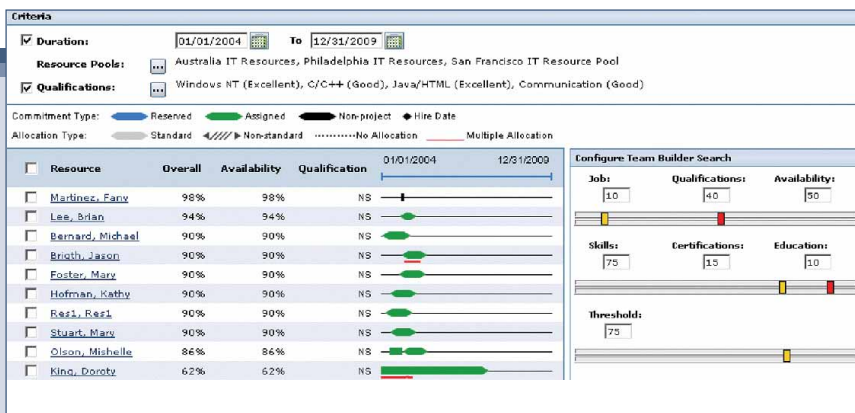 Criteria
Duration: 01/01/2004 To 12/31/2009
Resource Pools: ... Australia IT Resources, Philadelphia IT Resources, San Francisco IT Resource Pool
Qualifications: ... Windows NT (Excellent), C/C++ (Good), Java/HTML (Excellent), Communication (Good)
Commitment Type: Reserved Assigned Non-project Hire Date
Allocation Type: Standard Non-standard No Allocation Multiple Allocation
Resource Overall Availability Qualification 01/01/2004 12/31/2009
Martinez, Fany 98% 98% NS
Lee, Brian 94% 94% NS
Bernard, Michael 90% 90% NS
Brigth, Jason 90% 90% NS
Foster, Mary 90% 90% NS
Hofman, Kathy 90% 90% NS
Res1, Res1 90% 90% NS
Stuart, Mary 90% 90% NS
Olson, Mishelle 86% 86% NS
King, Doroty 62% 62% NS
Configure Team Builder Search
Job: Qualifications: Availability:
10 40 50
Skills: Certifications: Education:
75 15 10
Threshold:
75